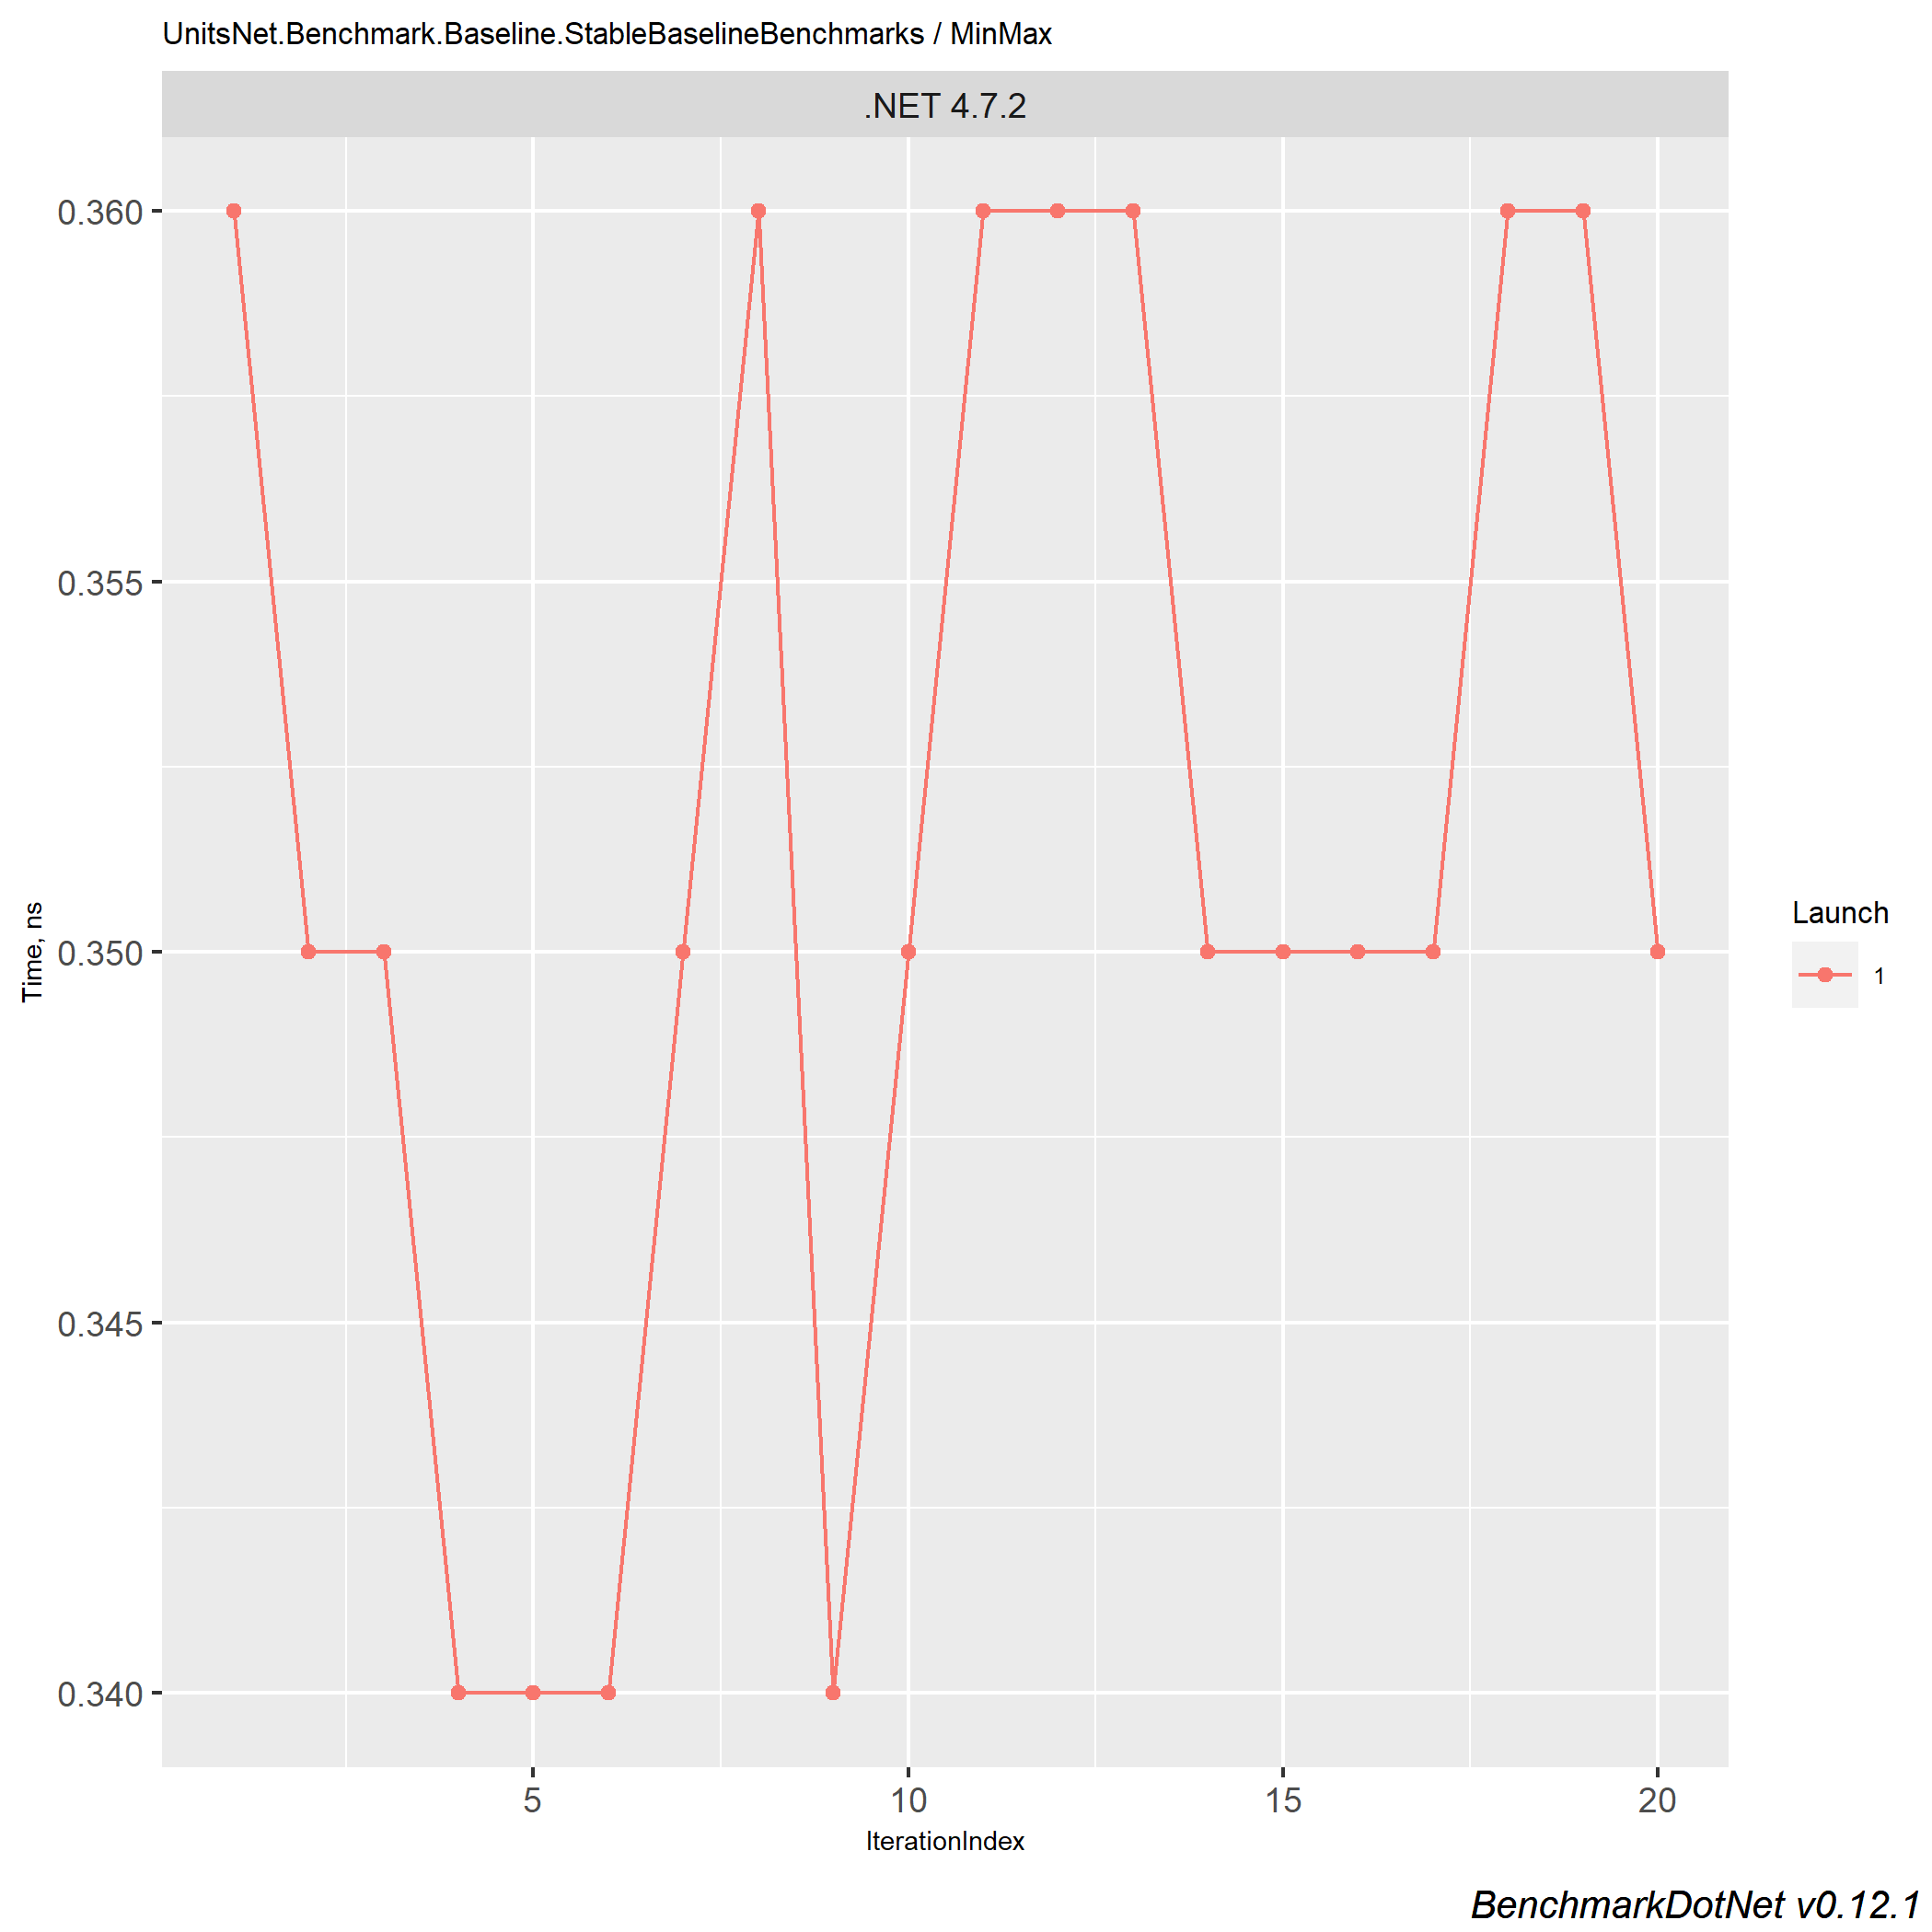 UnitsNet.Benchmark.Baseline.StableBaselineBenchmarks / MinMax
.NET 4.7.2
0.360
0.355
0.350
0.345
0.340
Time, ns
5 10 15 20
IterationIndex
Launch
1
BenchmarkDotNet v0.12.1